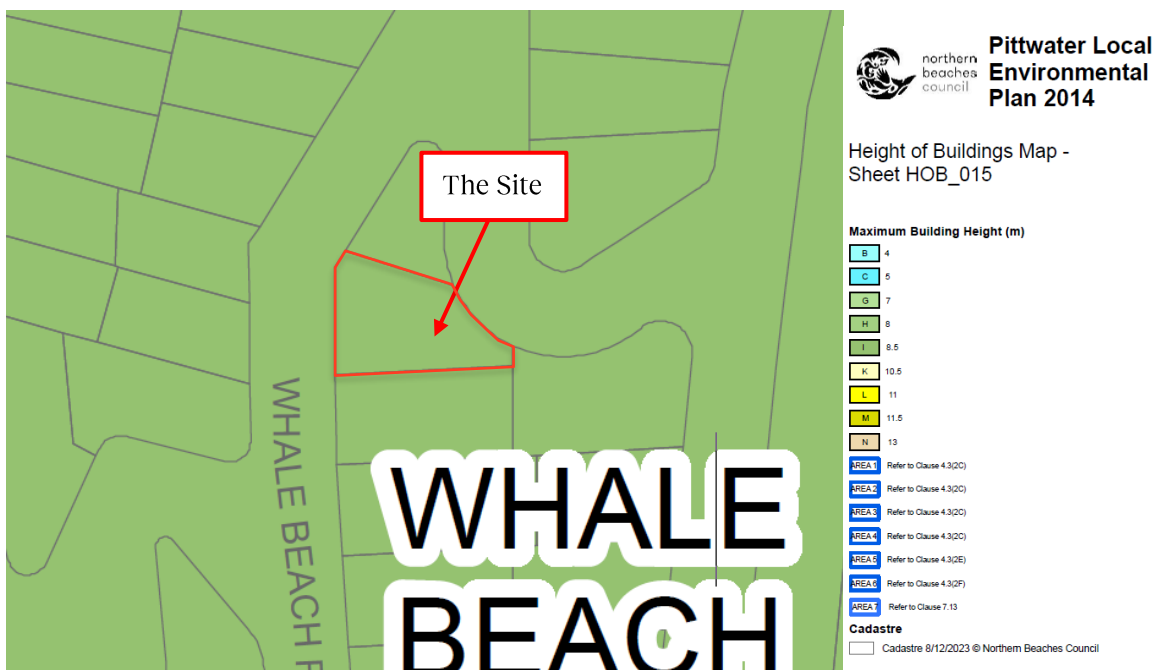 The Site
WHALE BEACH R
WHALE
BEACH
northern
beaches
council
Pittwater Local
Environmental
Plan 2014
Height of Buildings Map -
Sheet HOB_015
Maximum Building Height (m)
B 4
C 5
G 7
H 8
I 8.5
K 10.5
L 11
M 11.5
N 13
AREA 1 Refer to Clause 4.3(2C)
AREA 2 Refer to Clause 4.3(2C)
AREA 3 Refer to Clause 4.3(2C)
AREA 4 Refer to Clause 4.3(2C)
AREA 5 Refer to Clause 4.3(2E)
AREA 6 Refer to Clause 4.3(2F)
AREA 7 Refer to Clause 7.13
Cadastre
Cadastre 8/12/2023 © Northern Beaches Council